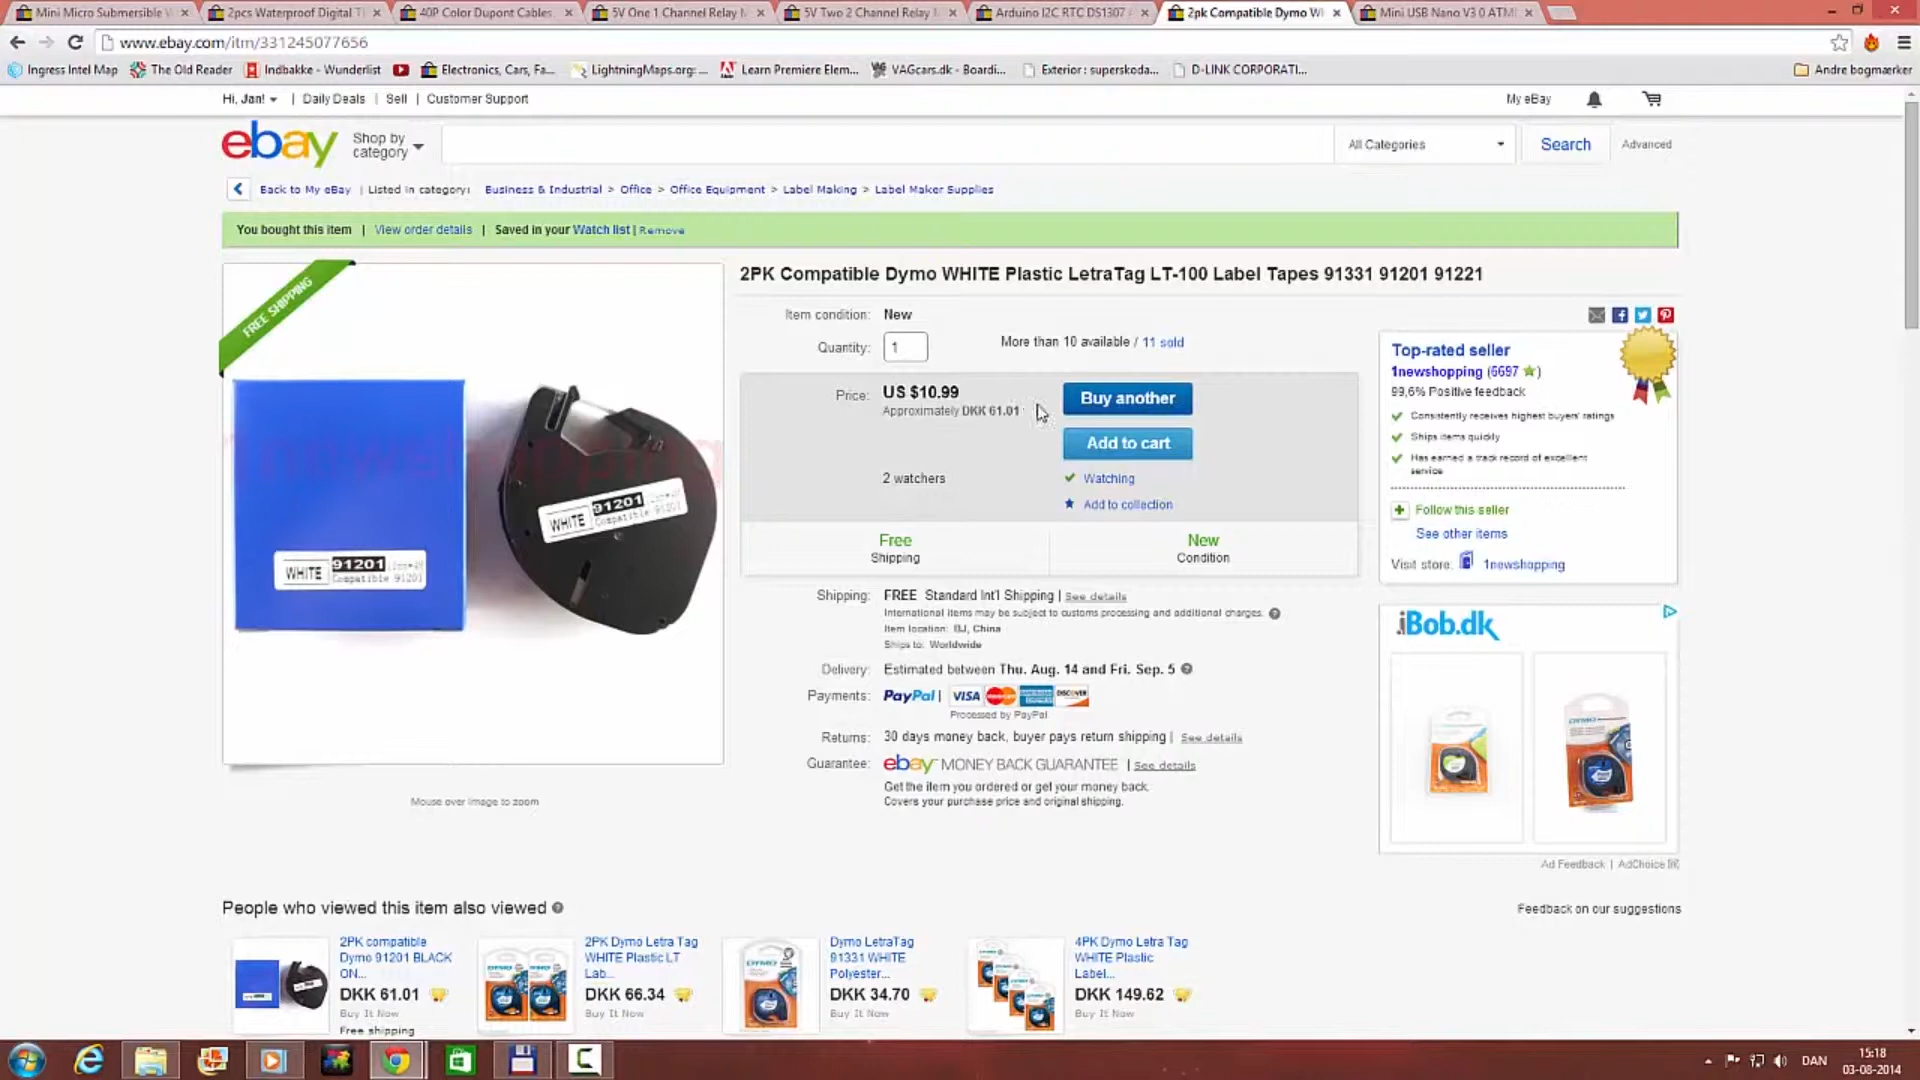 Mini Micro Submersible
2pcs Waterproof Digital T
40P Color Dupont Cables
5V One 1 Channel Relay
5V Two 2 Channel Relay
Arduino I2C RTC DS1307
2pk Compatible Dymo W
Mini USB Nano V3 0 ATM
www.ebay.com/itm/331245077656
Ingress Intel Map
The Old Reader
Indbakke - Wunderlist
Electronics, Cars, Fa...
LightningMaps.org:...
Learn Premiere Elem...
VAGcars.dk - Boardi...
Exterior : superskoda...
D-LINK CORPORATI...
Andre bogmærker
Hi, Jan! | Daily Deals | Sell | Customer Support
My eBay
ebay
Shop by category
All Categories
Search
Advanced
Back to My eBay | Listed in category: Business & Industrial > Office > Office Equipment > Label Making > Label Maker Supplies
You bought this item | View order details | Saved in your Watch list | Remove
FREE SHIPPING
1newshopping
WHITE 91201
Compatible 91201
WHITE 91201
Compatible 91201
Mouse over image to zoom
2PK Compatible Dymo WHITE Plastic LetraTag LT-100 Label Tapes 91331 91201 91221
Item condition: New
Quantity: 1
More than 10 available / 11 sold
Price: US $10.99
Approximately DKK 61.01
Buy another
Add to cart
2 watchers
Watching
Add to collection
Free
Shipping
New
Condition
Shipping: FREE Standard Int'l Shipping | See details
International items may be subject to customs processing and additional charges.
Item location: BJ, China
Ships to: Worldwide
Delivery: Estimated between Thu. Aug. 14 and Fri. Sep. 5
Payments: PayPal | VISA MasterCard DISCOVER
Processed by PayPal
Returns: 30 days money back, buyer pays return shipping | See details
Guarantee: ebay MONEY BACK GUARANTEE | See details
Get the item you ordered or get your money back.
Covers your purchase price and original shipping.
Top-rated seller
1newshopping (6697)
99,6% Positive feedback
Consistently receives highest buyers' ratings
Ships items quickly
Has earned a track record of excellent
service
Follow this seller
See other items
Visit store: 1newshopping
iBob.dk
DYMO
Ad Feedback | AdChoice
People who viewed this item also viewed
Feedback on our suggestions
2PK compatible
Dymo 91201 BLACK
ON...
DKK 61.01
Buy It Now
Free shipping
2PK Dymo Letra Tag
WHITE Plastic LT
Lab...
DKK 66.34
Buy It Now
Dymo LetraTag
91331 WHITE
Polyester...
DKK 34.70
Buy It Now
4PK Dymo Letra Tag
WHITE Plastic
Label...
DKK 149.62
Buy It Now
DAN
15:18
03-08-2014